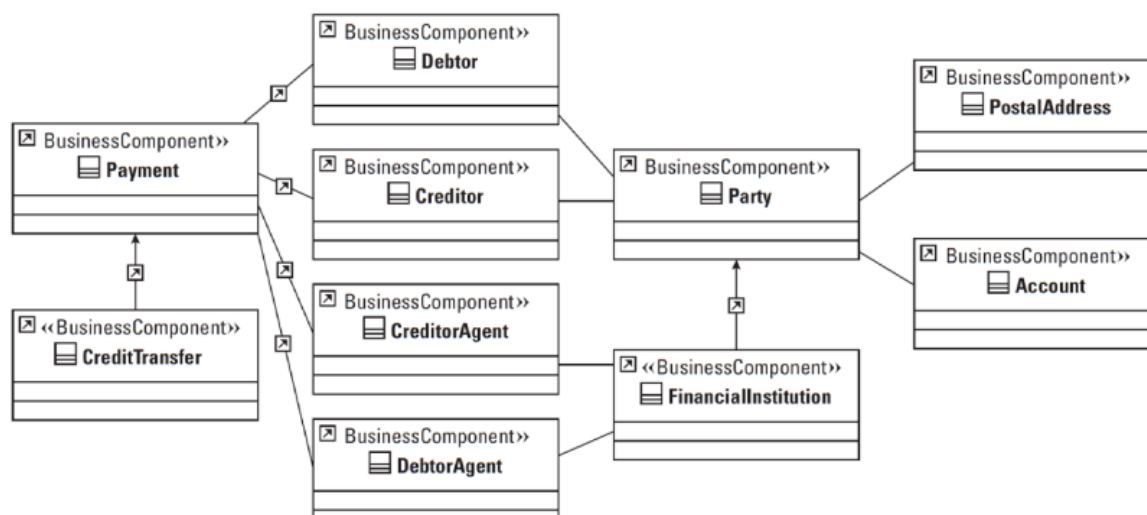 BusinessComponent»
Debtor
BusinessComponent»
Payment
BusinessComponent»
Creditor
BusinessComponent»
Party
BusinessComponent»
PostalAddress
BusinessComponent»
Account
«BusinessComponent»
CreditTransfer
BusinessComponent»
CreditorAgent
«BusinessComponent»
FinancialInstitution
BusinessComponent»
DebtorAgent